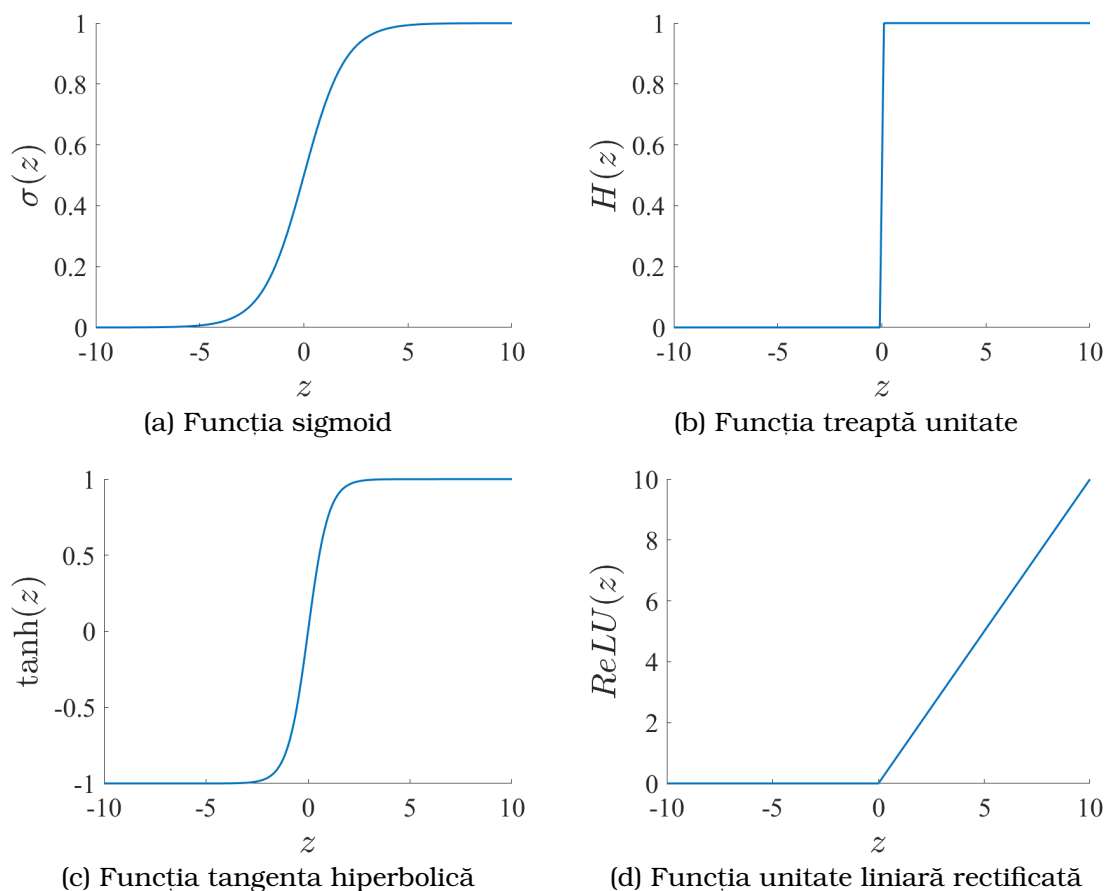 1
0.8
0.6
0.4
0.2
0
-10 -5 0 5 10
σ(z)
z
(a) Funcția sigmoid
1
0.8
0.6
0.4
0.2
0
-10 -5 0 5 10
H(z)
z
(b) Funcția treaptă unitate
1
0.5
0
-0.5
-1
-10 -5 0 5 10
tanh(z)
z
(c) Funcția tangenta hiperbolică
10
8
6
4
2
0
-10 -5 0 5 10
ReLU(z)
z
(d) Funcția unitate liniară rectificată